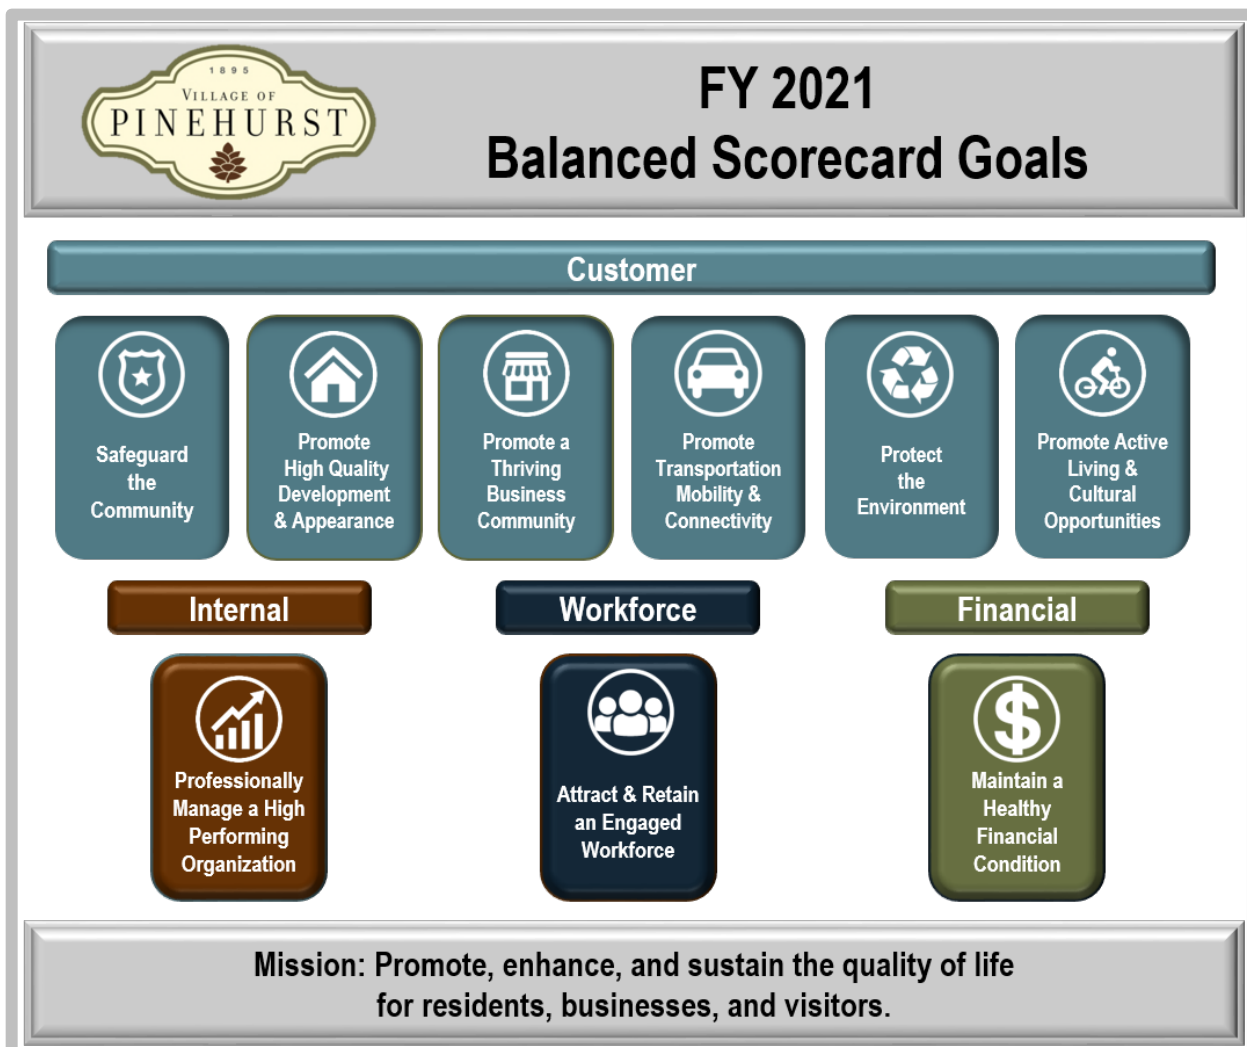 1895
VILLAGE OF
PINEHURST
FY 2021
Balanced Scorecard Goals
Customer
Safeguard
the
Community
Promote
High Quality
Development
& Appearance
Promote a
Thriving
Business
Community
Promote
Transportation
Mobility &
Connectivity
Protect
the
Environment
Promote Active
Living &
Cultural
Opportunities
Internal
Workforce
Financial
Professionally
Manage a High
Performing
Organization
Attract & Retain
an Engaged
Workforce
Maintain a
Healthy
Financial
Condition
Mission: Promote, enhance, and sustain the quality of life
for residents, businesses, and visitors.